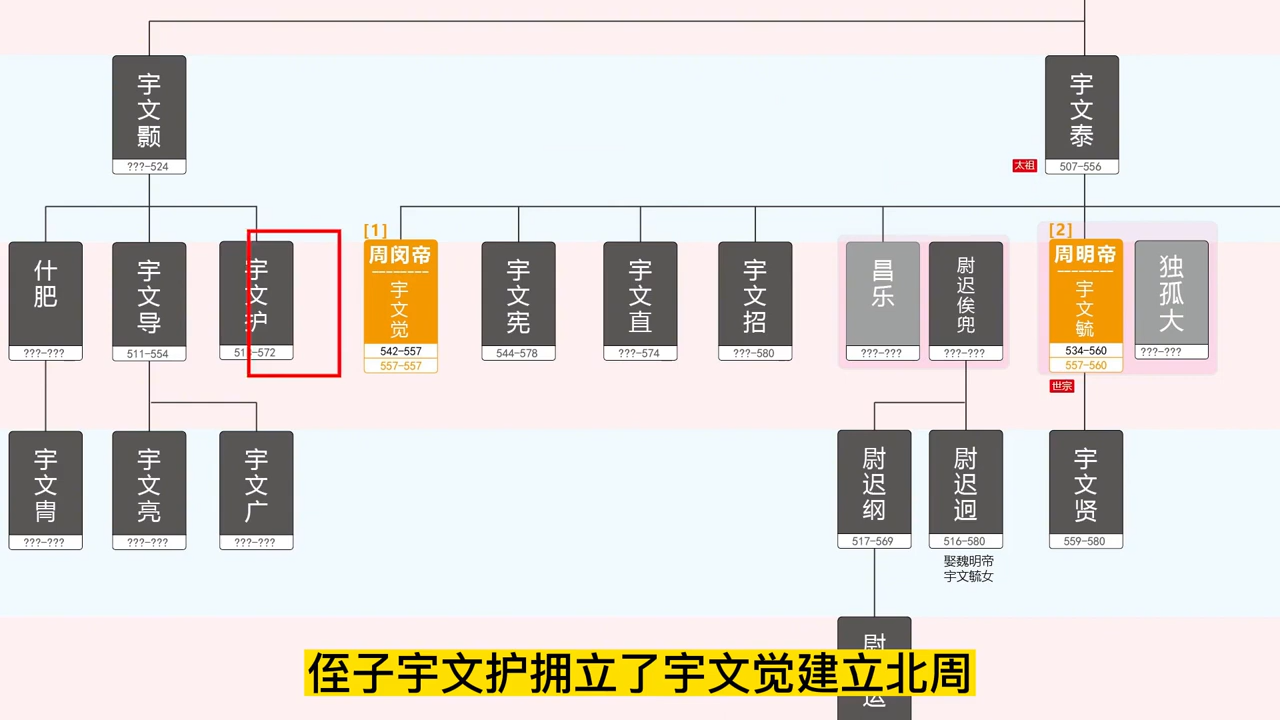 宇文颢
???-524
宇文泰
太祖
507-556
什肥
???-???
宇文导
511-554
宇文护
[1]
周闵帝
宇文觉
542-557
557-557
宇文宪
544-578
宇文直
???-574
宇文招
???-580
昌乐
???-???
尉迟俟兜
???-???
[2]
周明帝
宇文毓
534-560
557-560
世宗
独孤大
???-???
宇文胄
???-???
宇文亮
???-???
宇文广
???-???
尉迟纲
517-569
尉迟迥
516-580
娶魏明帝
宇文毓女
宇文贤
559-580
侄子宇文护拥立了宇文觉建立北周